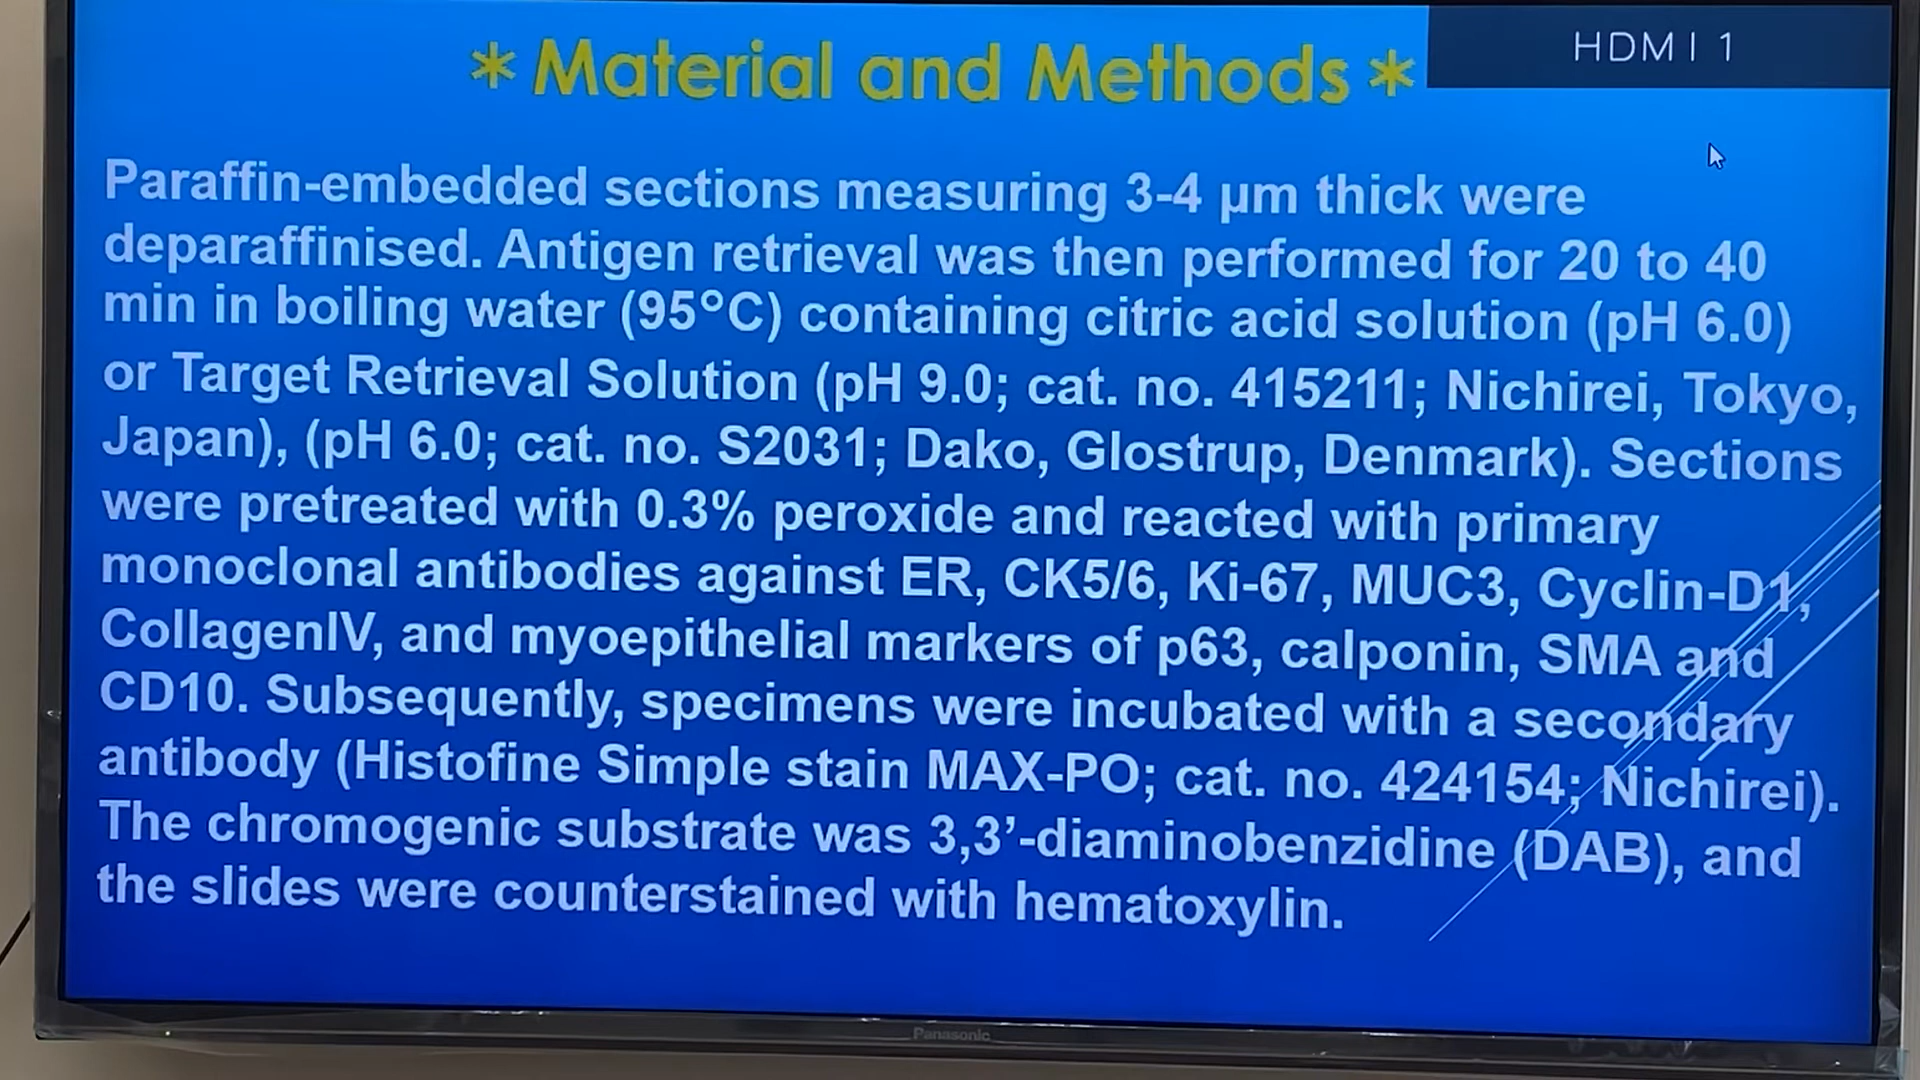 HDMI 1
*Material and Methods*
Paraffin-embedded sections measuring 3-4 μm thick were
deparaffinised. Antigen retrieval was then performed for 20 to 40
min in boiling water (95°C) containing citric acid solution (pH 6.0)
or Target Retrieval Solution (pH 9.0; cat. no. 415211; Nichirei, Tokyo,
Japan), (pH 6.0; cat. no. S2031; Dako, Glostrup, Denmark). Sections
were pretreated with 0.3% peroxide and reacted with primary
monoclonal antibodies against ER, CK5/6, Ki-67, MUC3, Cyclin-D1,
CollagenIV, and myoepithelial markers of p63, calponin, SMA and
CD10. Subsequently, specimens were incubated with a secondary
antibody (Histofine Simple stain MAX-PO; cat. no. 424154; Nichirei).
The chromogenic substrate was 3,3’-diaminobenzidine (DAB), and
the slides were counterstained with hematoxylin.
Panasonic